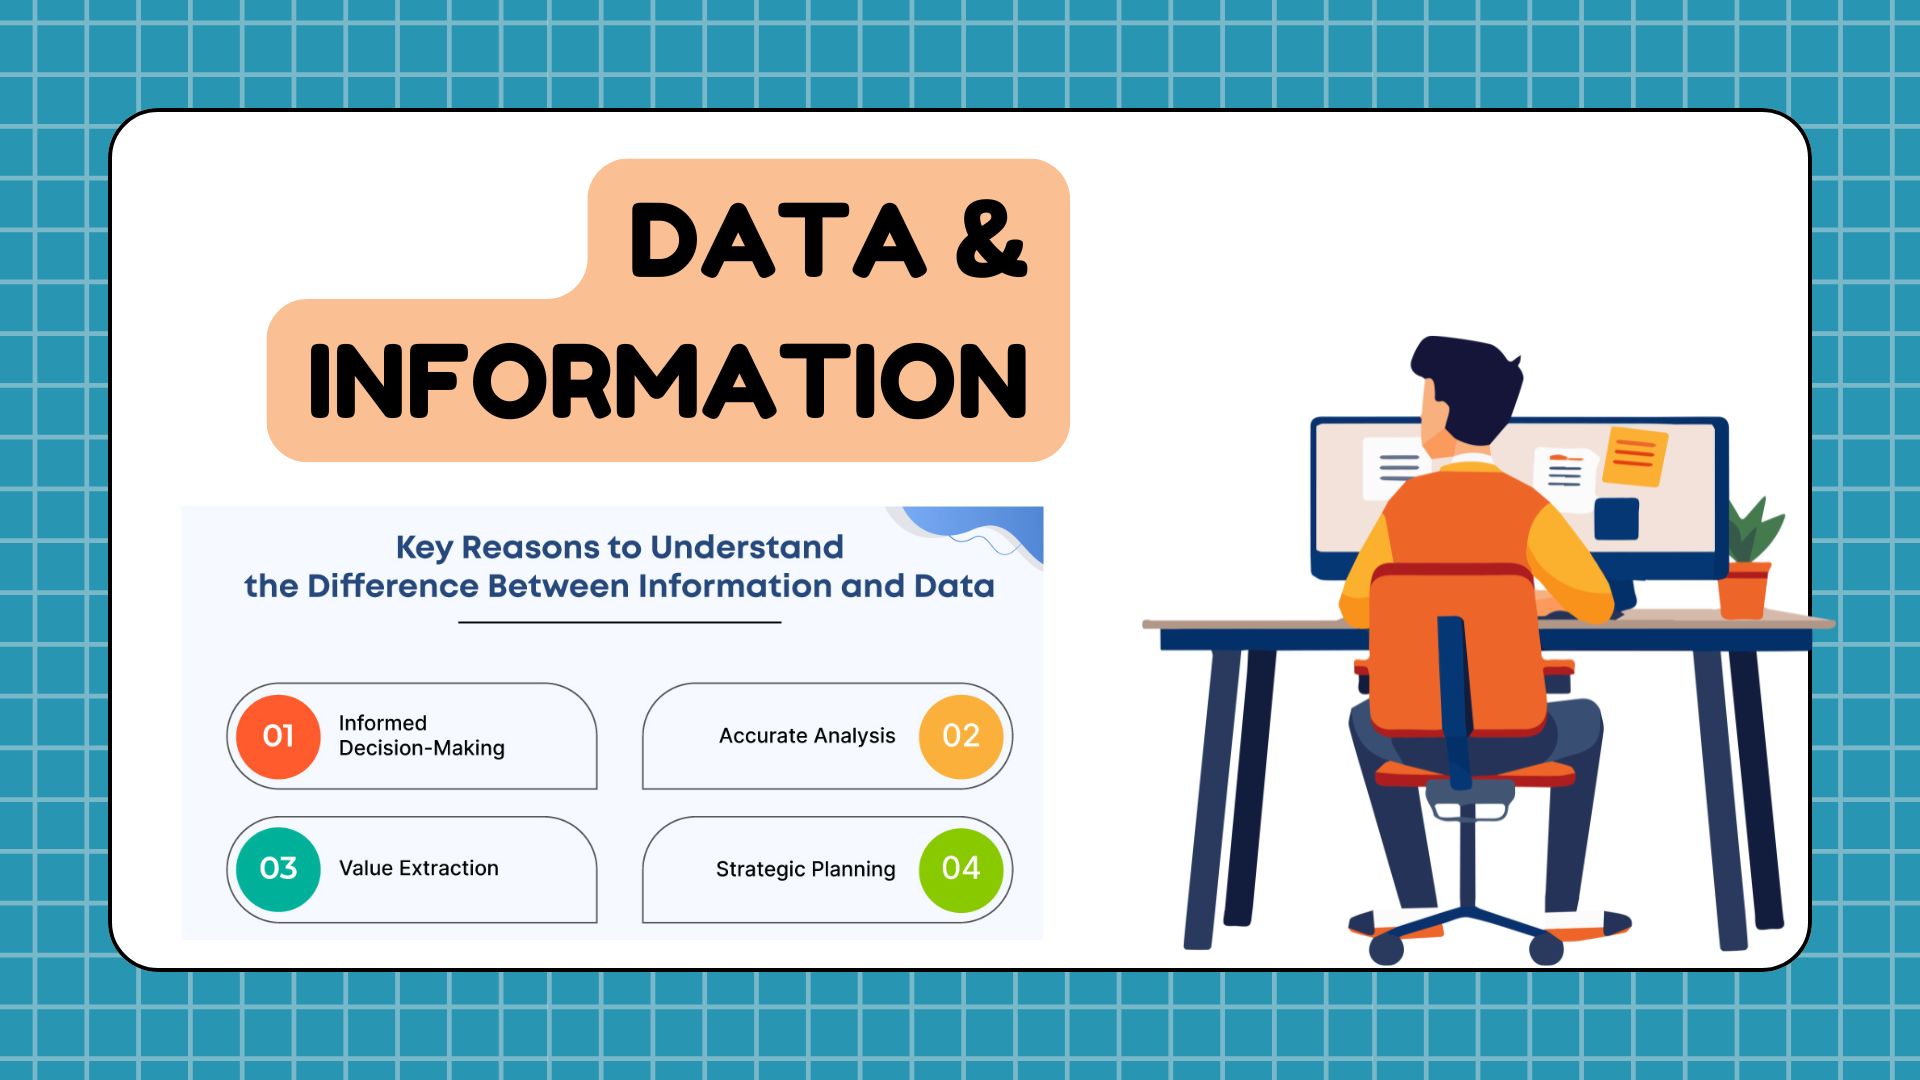 DATA &
INFORMATION
Key Reasons to Understand
the Difference Between Information and Data
01
Informed
Decision-Making
Accurate Analysis
02
03
Value Extraction
Strategic Planning
04